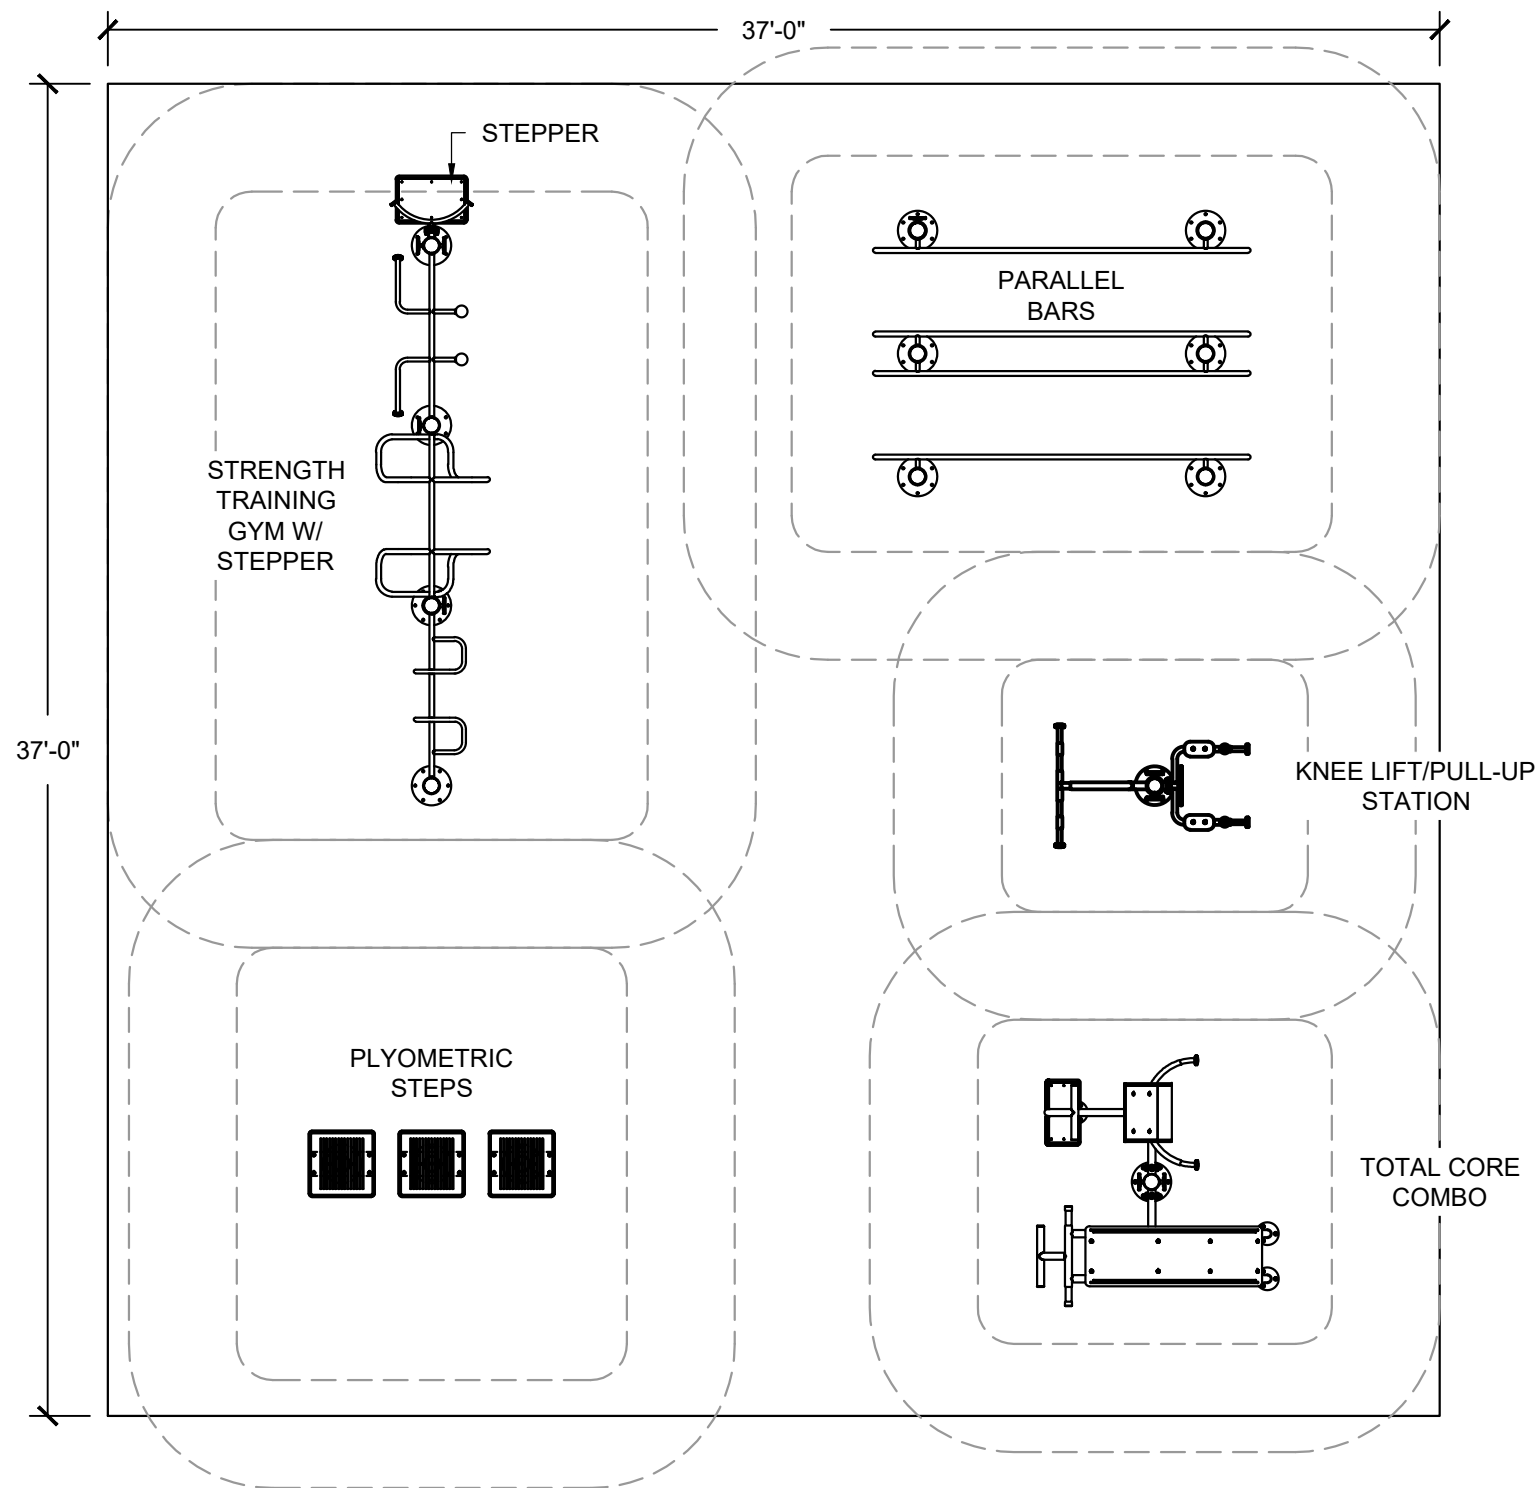 37'-0"
STEPPER
PARALLEL
BARS
STRENGTH
TRAINING
GYM W/
STEPPER
37'-0"
KNEE LIFT/PULL-UP
STATION
PLYOMETRIC
STEPS
TOTAL CORE
COMBO